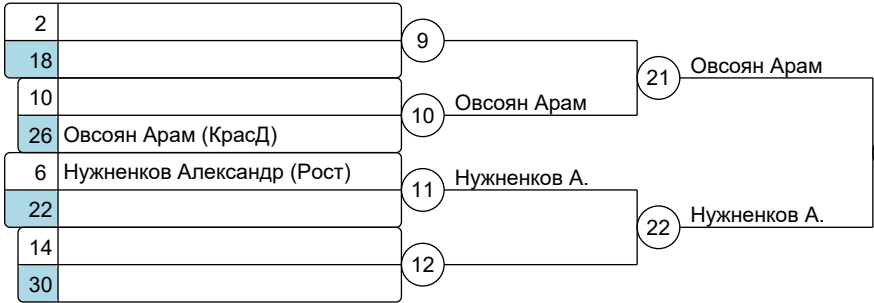 2
9
18
21 Овсоян Арам
10
10 Овсоян Арам
26 Овсоян Арам (КрасД)
6 Нужненков Александр (Рост)
11 Нужненков А.
22
22 Нужненков А.
14
12
30